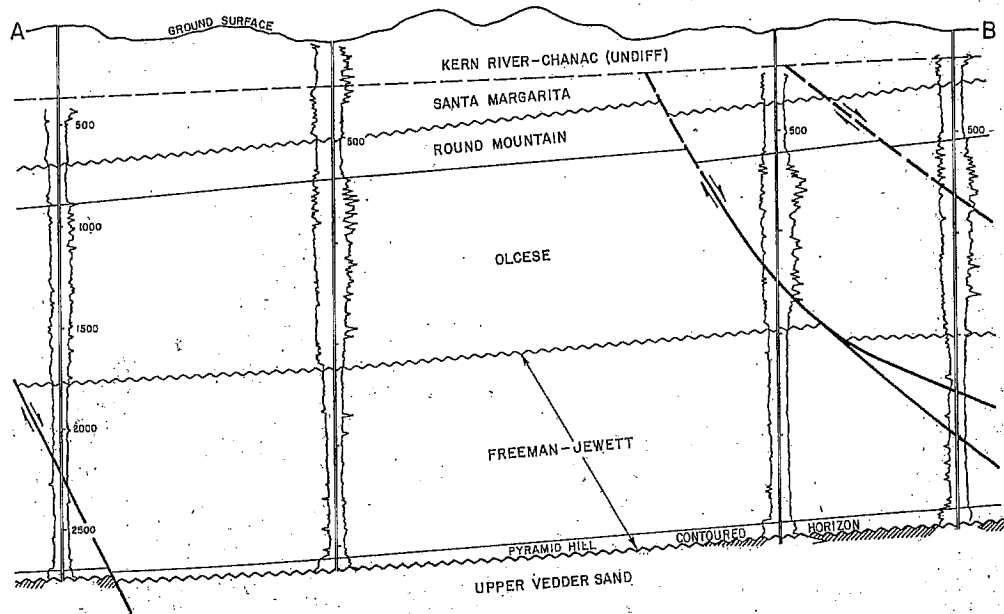 A
GROUND SURFACE
B
KERN RIVER-CHANAC (UNDIFF)
SANTA MARGARITA
500
500
500
500
ROUND MOUNTAIN
1000
OLCESE
1500
2000
FREEMAN-JEWETT
2500
PYRAMID HILL
CONTOURED
HORIZON
UPPER VEDDER SAND